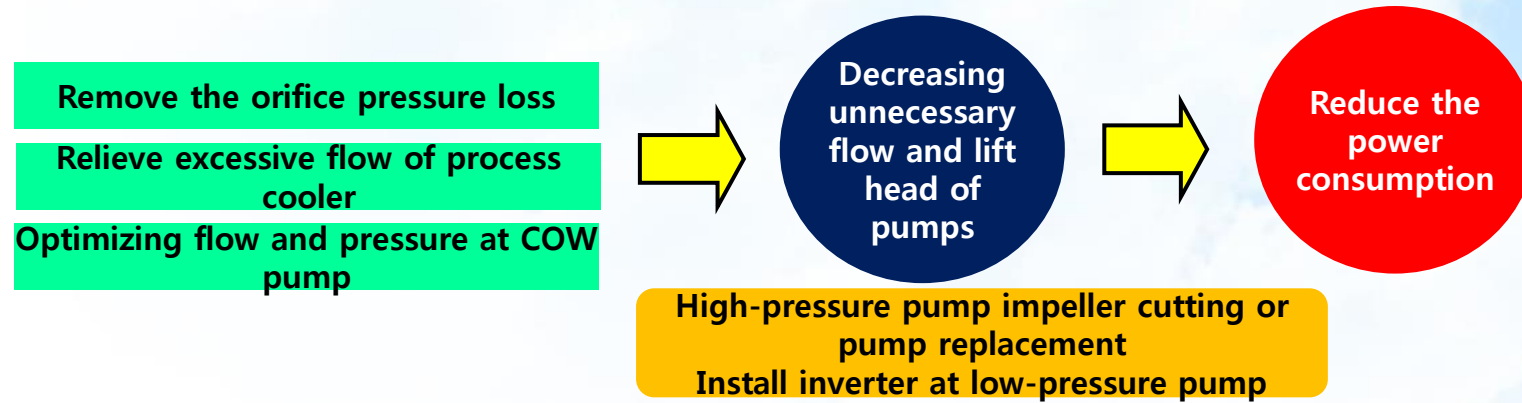 Remove the orifice pressure loss
Relieve excessive flow of process
cooler
Optimizing flow and pressure at COW
pump
Decreasing
unnecessary
flow and lift
head of
pumps
High-pressure pump impeller cutting or
pump replacement
Install inverter at low-pressure pump
Reduce the
power
consumption